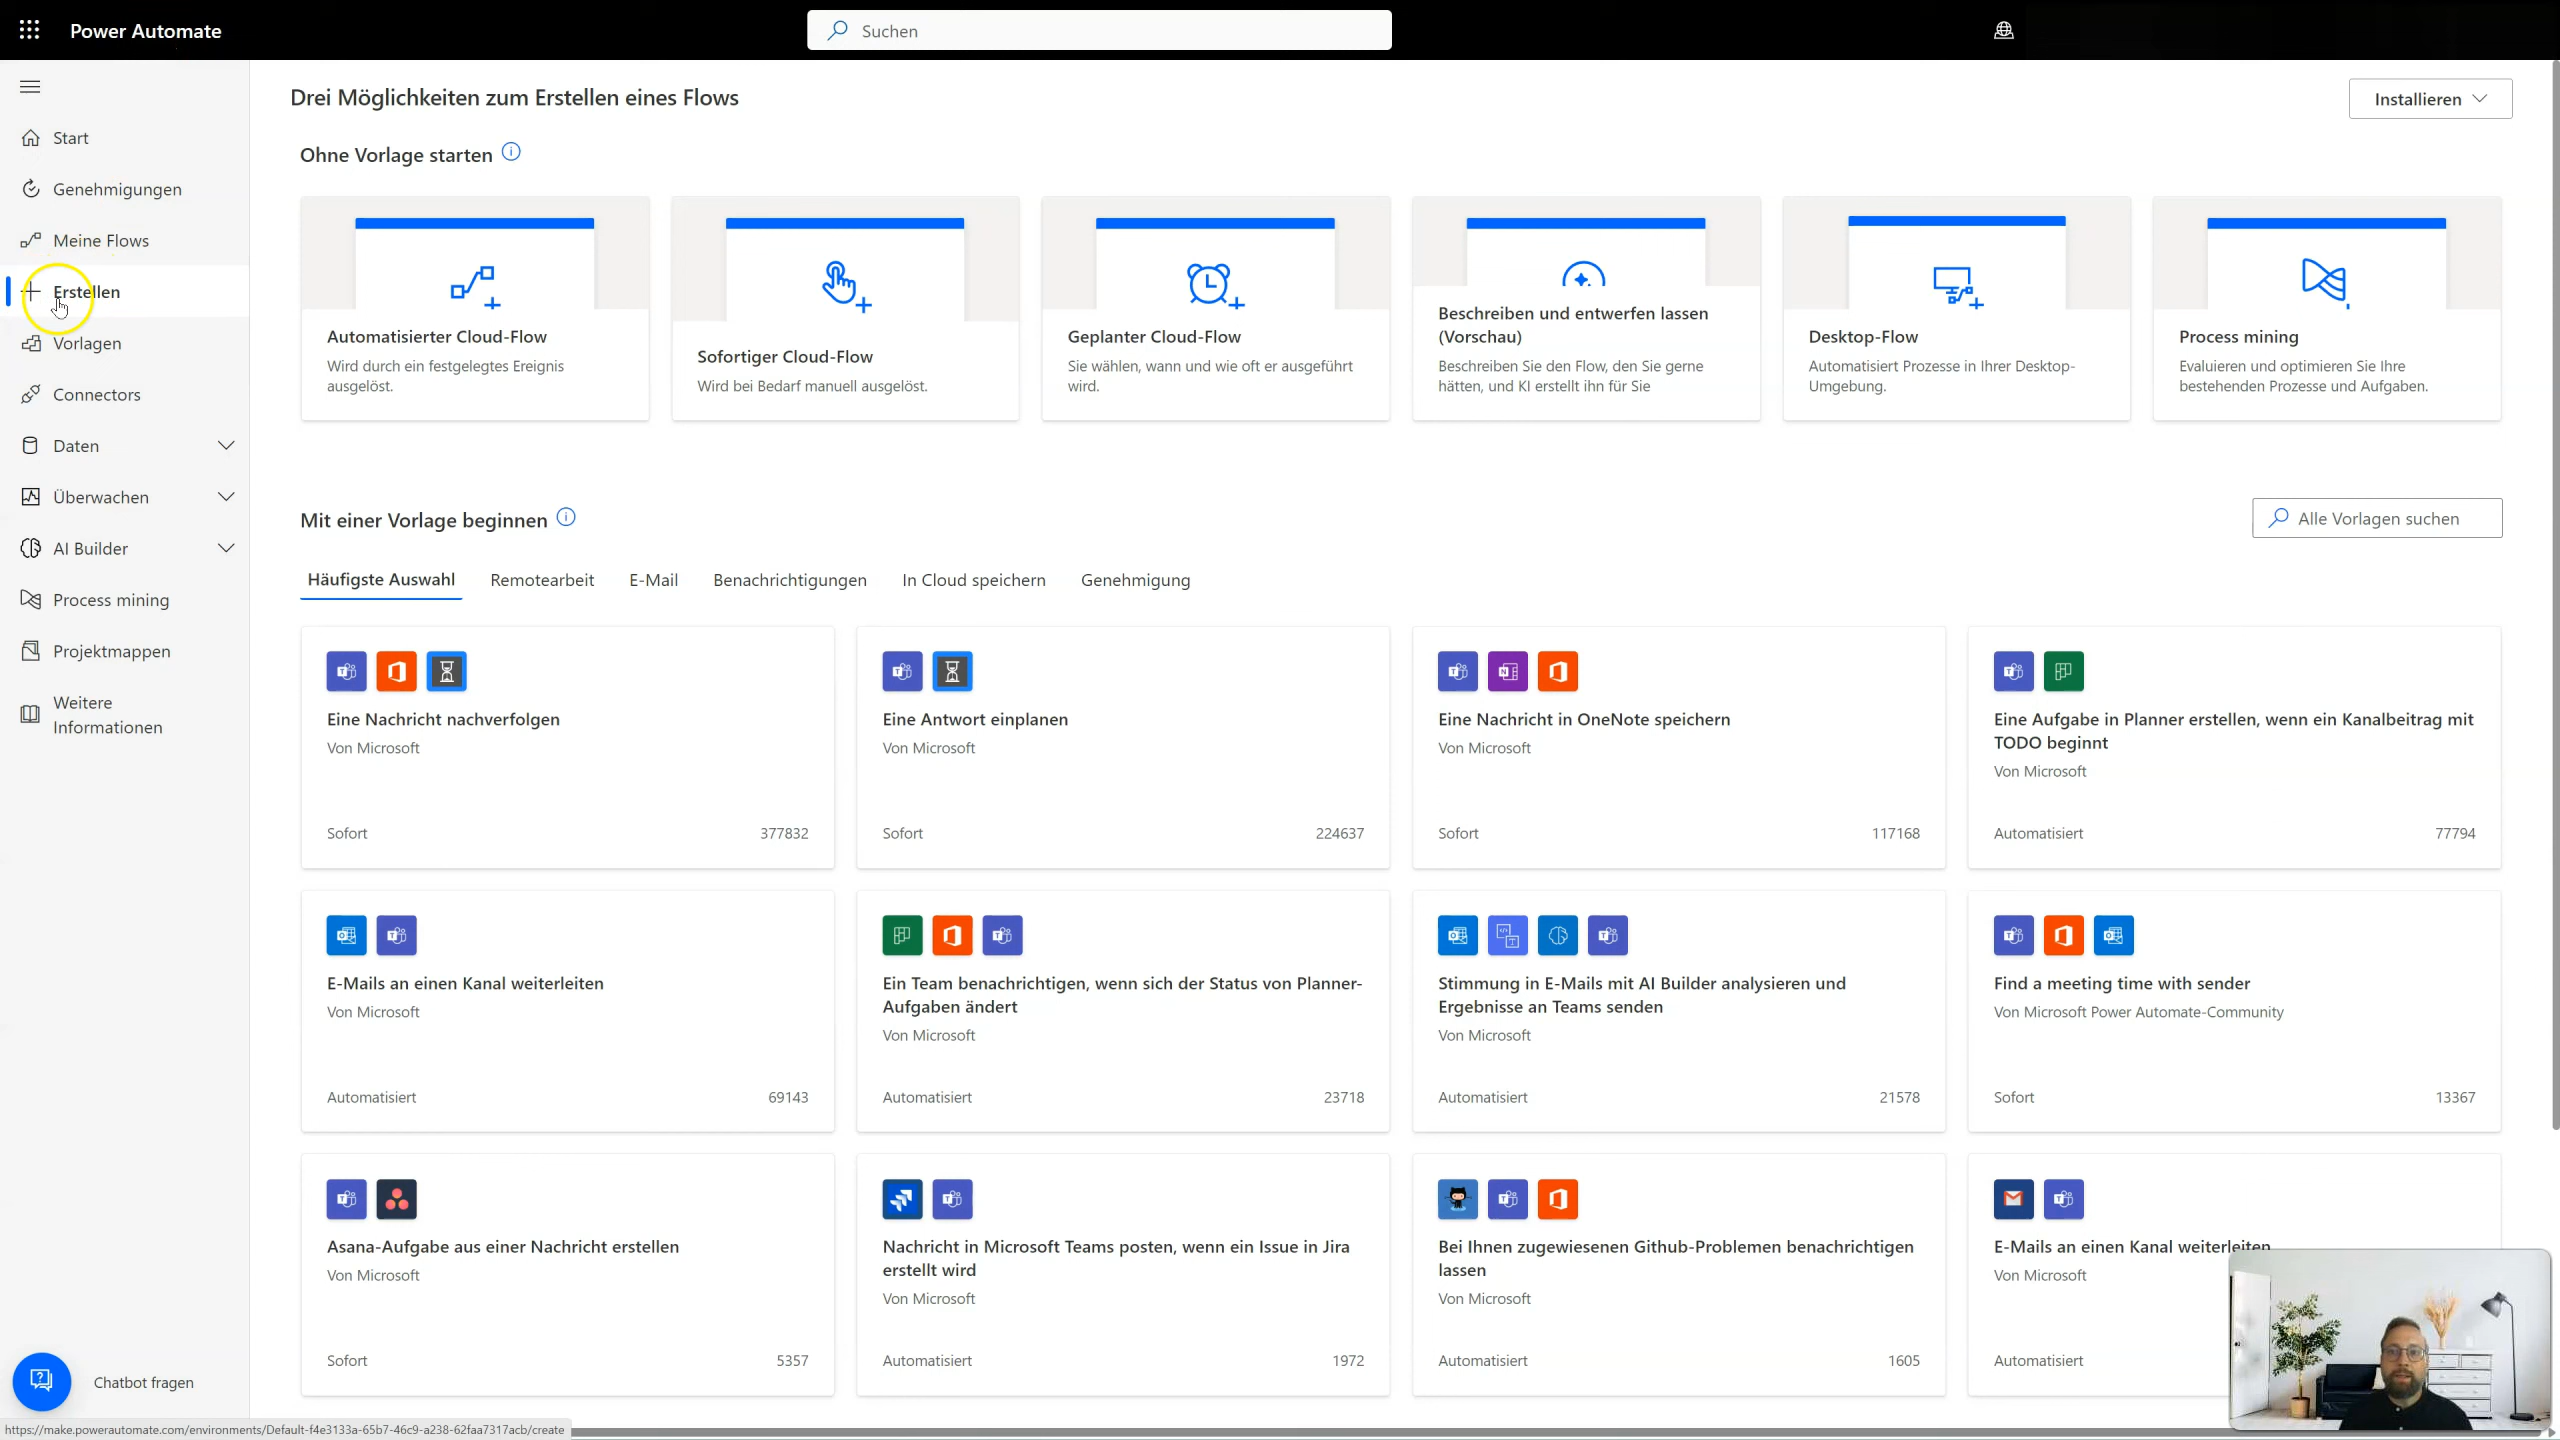 Power Automate
Suchen
Start
Genehmigungen
Meine Flows
Erstellen
Vorlagen
Connectors
Daten
Überwachen
AI Builder
Process mining
Projektmappen
Weitere
Informationen
Chatbot fragen
Drei Möglichkeiten zum Erstellen eines Flows
Installieren
Ohne Vorlage starten
Automatisierter Cloud-Flow
Wird durch ein festgelegtes Ereignis
ausgelöst.
Sofortiger Cloud-Flow
Wird bei Bedarf manuell ausgelöst.
Geplanter Cloud-Flow
Sie wählen, wann und wie oft er ausgeführt
wird.
Beschreiben und entwerfen lassen
(Vorschau)
Beschreiben Sie den Flow, den Sie gerne
hätten, und KI erstellt ihn für Sie
Desktop-Flow
Automatisiert Prozesse in Ihrer Desktop-
Umgebung.
Process mining
Evaluieren und optimieren Sie Ihre
bestehenden Prozesse und Aufgaben.
Mit einer Vorlage beginnen
Alle Vorlagen suchen
Häufigste Auswahl
Remotearbeit
E-Mail
Benachrichtigungen
In Cloud speichern
Genehmigung
Eine Nachricht nachverfolgen
Von Microsoft
Sofort 377832
Eine Antwort einplanen
Von Microsoft
Sofort 224637
Eine Nachricht in OneNote speichern
Von Microsoft
Sofort 117168
Eine Aufgabe in Planner erstellen, wenn ein Kanalbeitrag mit
TODO beginnt
Von Microsoft
Automatisiert 77794
E-Mails an einen Kanal weiterleiten
Von Microsoft
Automatisiert 69143
Ein Team benachrichtigen, wenn sich der Status von Planner-
Aufgaben ändert
Von Microsoft
Automatisiert 23718
Stimmung in E-Mails mit AI Builder analysieren und
Ergebnisse an Teams senden
Von Microsoft
Automatisiert 21578
Find a meeting time with sender
Von Microsoft Power Automate-Community
Sofort 13367
Asana-Aufgabe aus einer Nachricht erstellen
Von Microsoft
Sofort 5357
Nachricht in Microsoft Teams posten, wenn ein Issue in Jira
erstellt wird
Von Microsoft
Automatisiert 1972
Bei Ihnen zugewiesenen Github-Problemen benachrichtigen
lassen
Von Microsoft
Automatisiert 1605
E-Mails an einen Kanal weiterleiten
Von Microsoft
Automatisiert
https://make.powerautomate.com/environments/Default-f4e3133a-65b7-46c9-a238-62faa7317acb/create